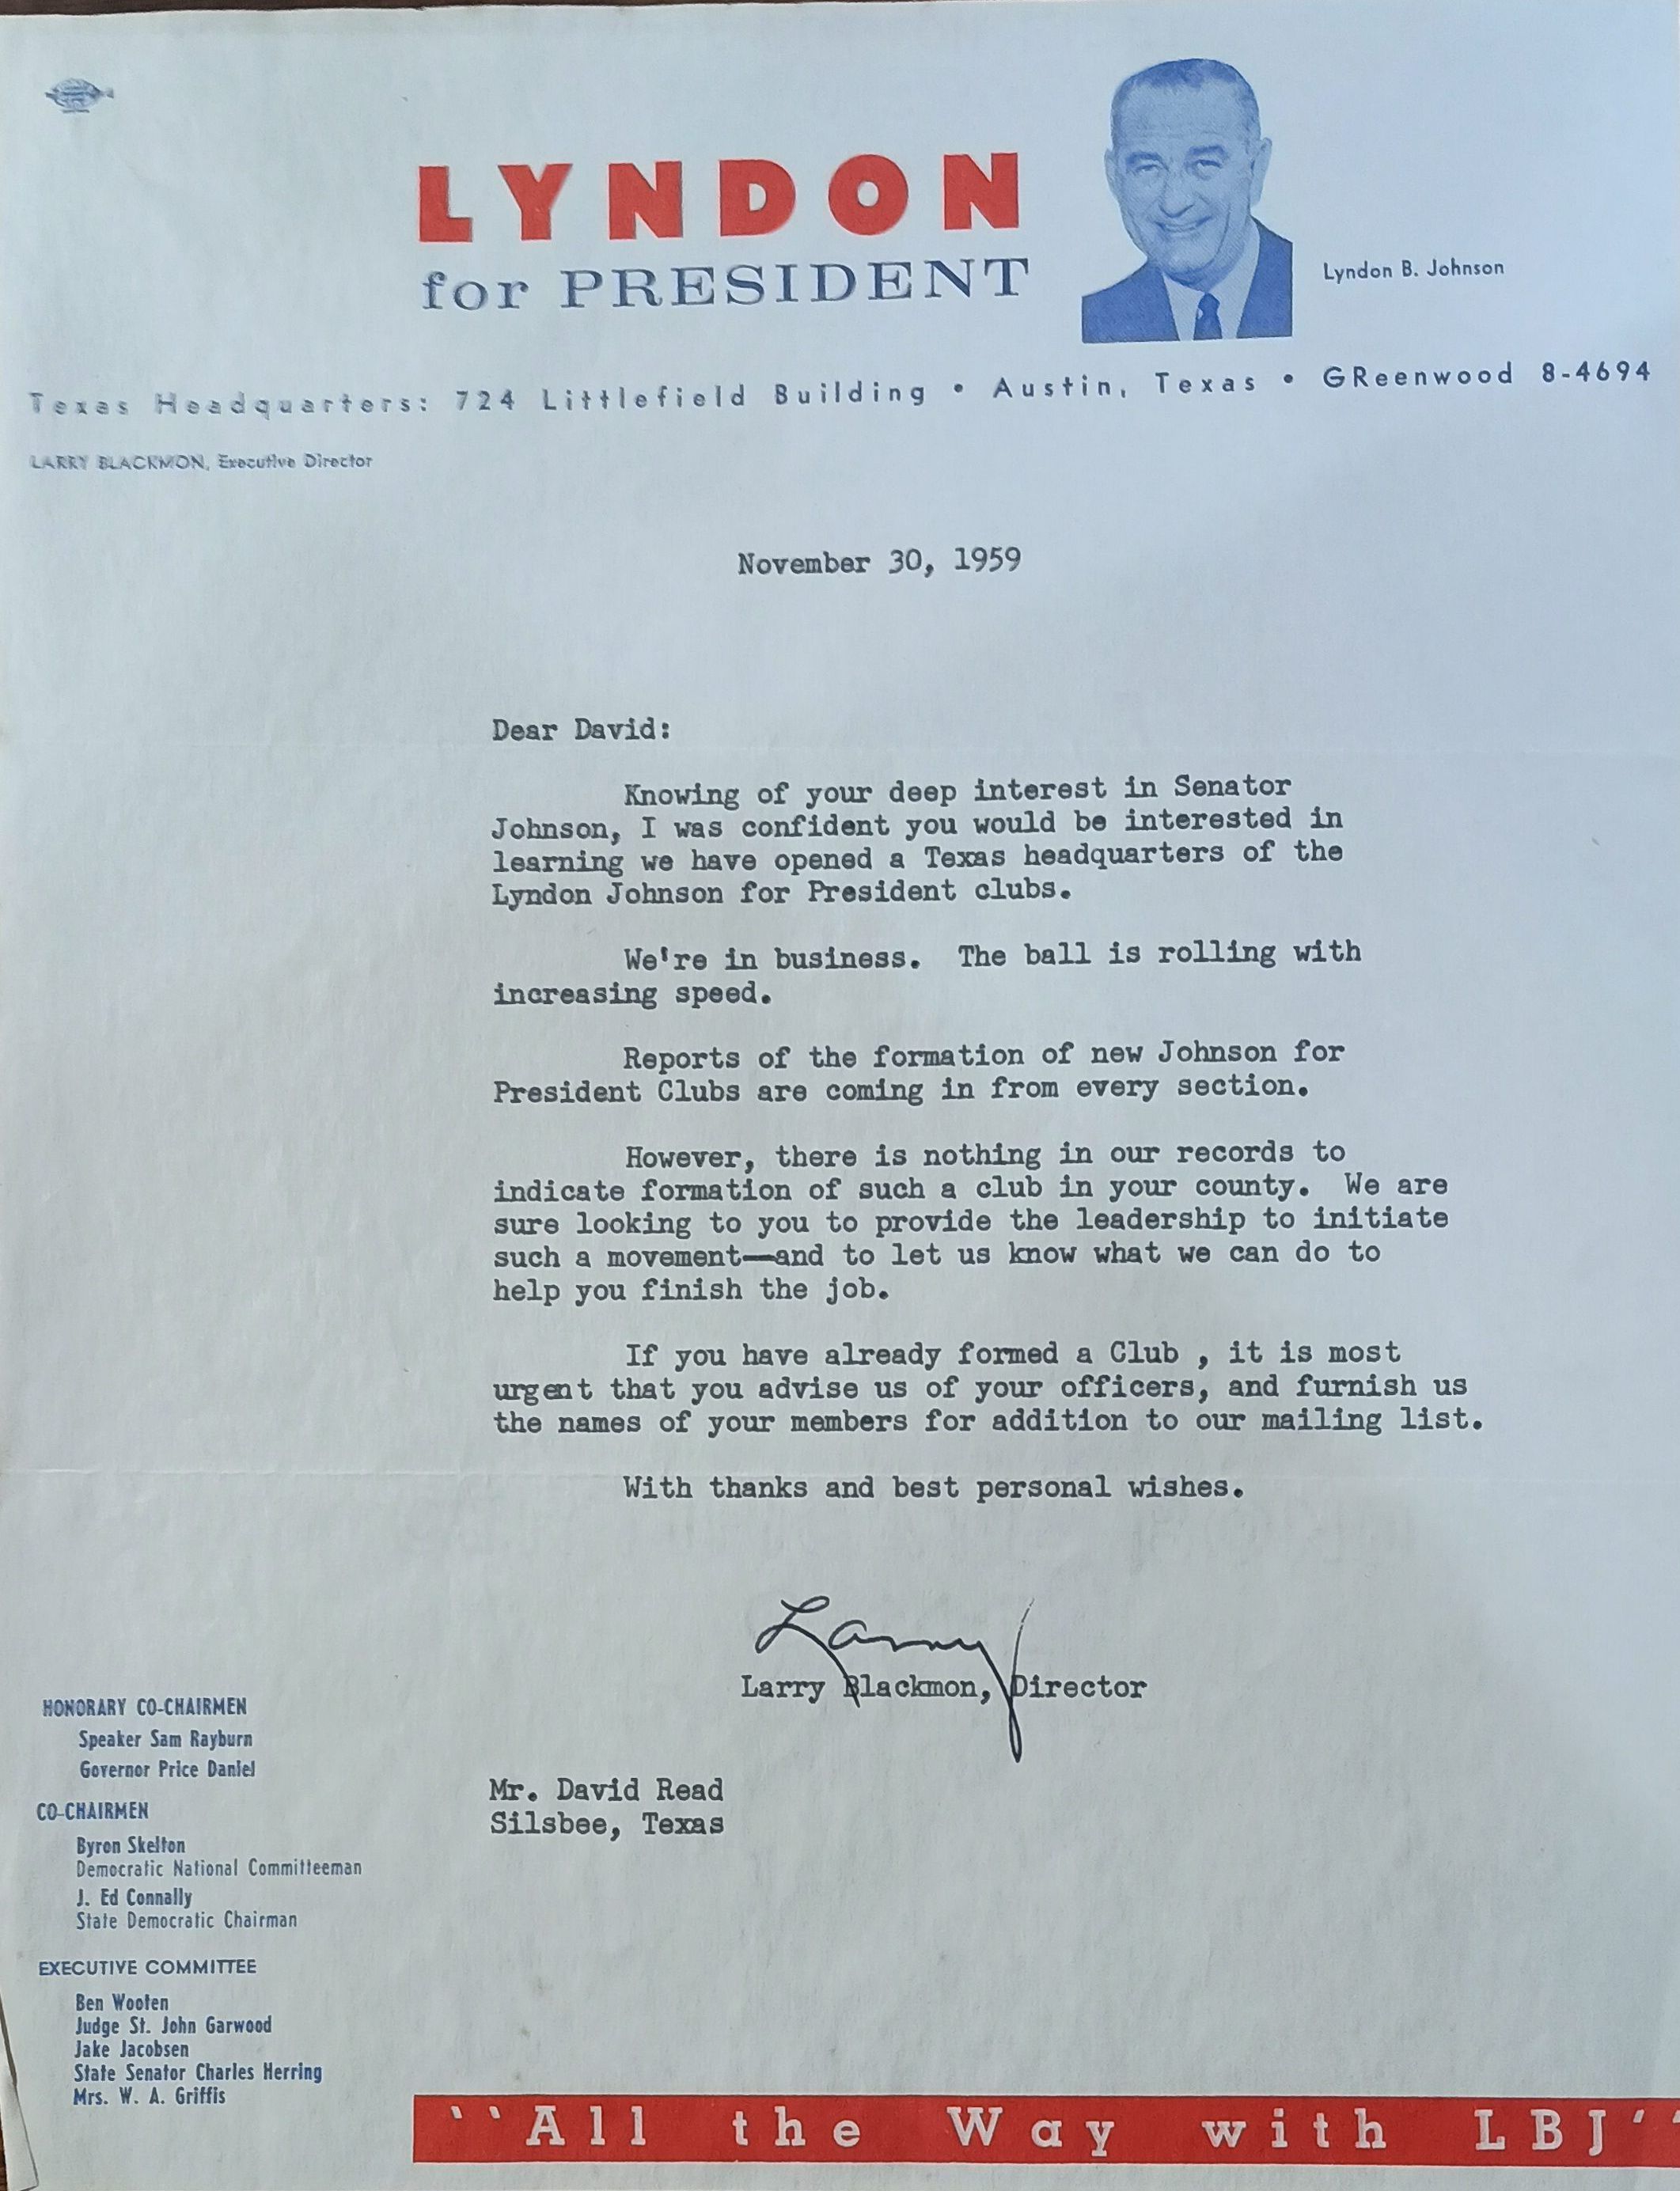 LYNDON
for PRESIDENT
Lyndon B. Johnson
Texas Headquarters: 724 Littlefield Building • Austin, Texas • GReenwood 8-4694
LARRY BLACKMON, Executive Director
November 30, 1959
Dear David:
Knowing of your deep interest in Senator
Johnson, I was confident you would be interested in
learning we have opened a Texas headquarters of the
Lyndon Johnson for President clubs.
We're in business. The ball is rolling with
increasing speed.
Reports of the formation of new Johnson for
President Clubs are coming in from every section.
However, there is nothing in our records to
indicate formation of such a club in your county. We are
sure looking to you to provide the leadership to initiate
such a movement—and to let us know what we can do to
help you finish the job.
If you have already formed a Club , it is most
urgent that you advise us of your officers, and furnish us
the names of your members for addition to our mailing list.
With thanks and best personal wishes.
Larry
Larry Blackmon, Director
Mr. David Read
Silsbee, Texas
HONORARY CO-CHAIRMEN
Speaker Sam Rayburn
Governor Price Daniel
CO-CHAIRMEN
Byron Skelton
Democratic National Committeeman
J. Ed Connally
State Democratic Chairman
EXECUTIVE COMMITTEE
Ben Wooten
Judge St. John Garwood
Jake Jacobsen
State Senator Charles Herring
Mrs. W. A. Griffis
‵‵All the Way with LBJ′′